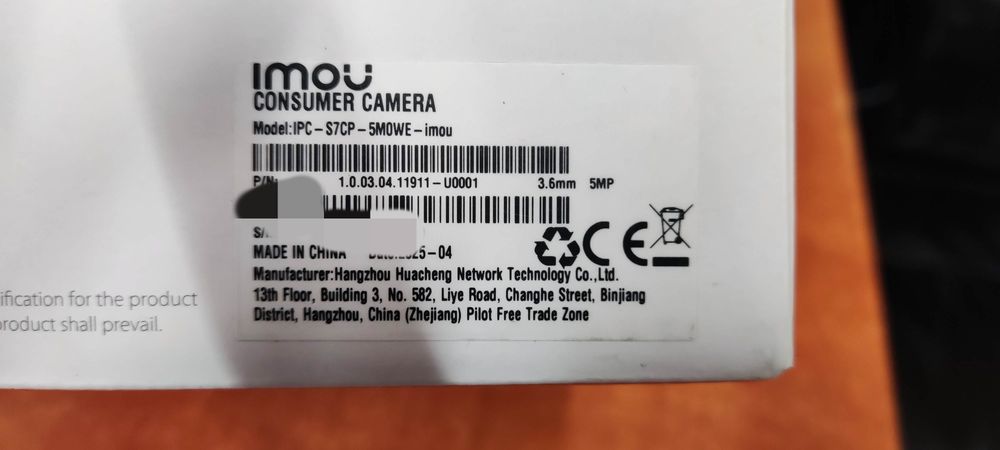 imou
CONSUMER CAMERA
Model:IPC-S7CP-5M0WE-imou
P/N: 1.0.03.04.11911-U0001 3.6mm 5MP
S/
MADE IN CHINA 25-04
Manufacturer:Hangzhou Huacheng Network Technology Co.,Ltd.
13th Floor, Building 3, No. 582, Liye Road, Changhe Street, Binjiang
District, Hangzhou, China (Zhejiang) Pilot Free Trade Zone
ification for the product
product shall prevail.